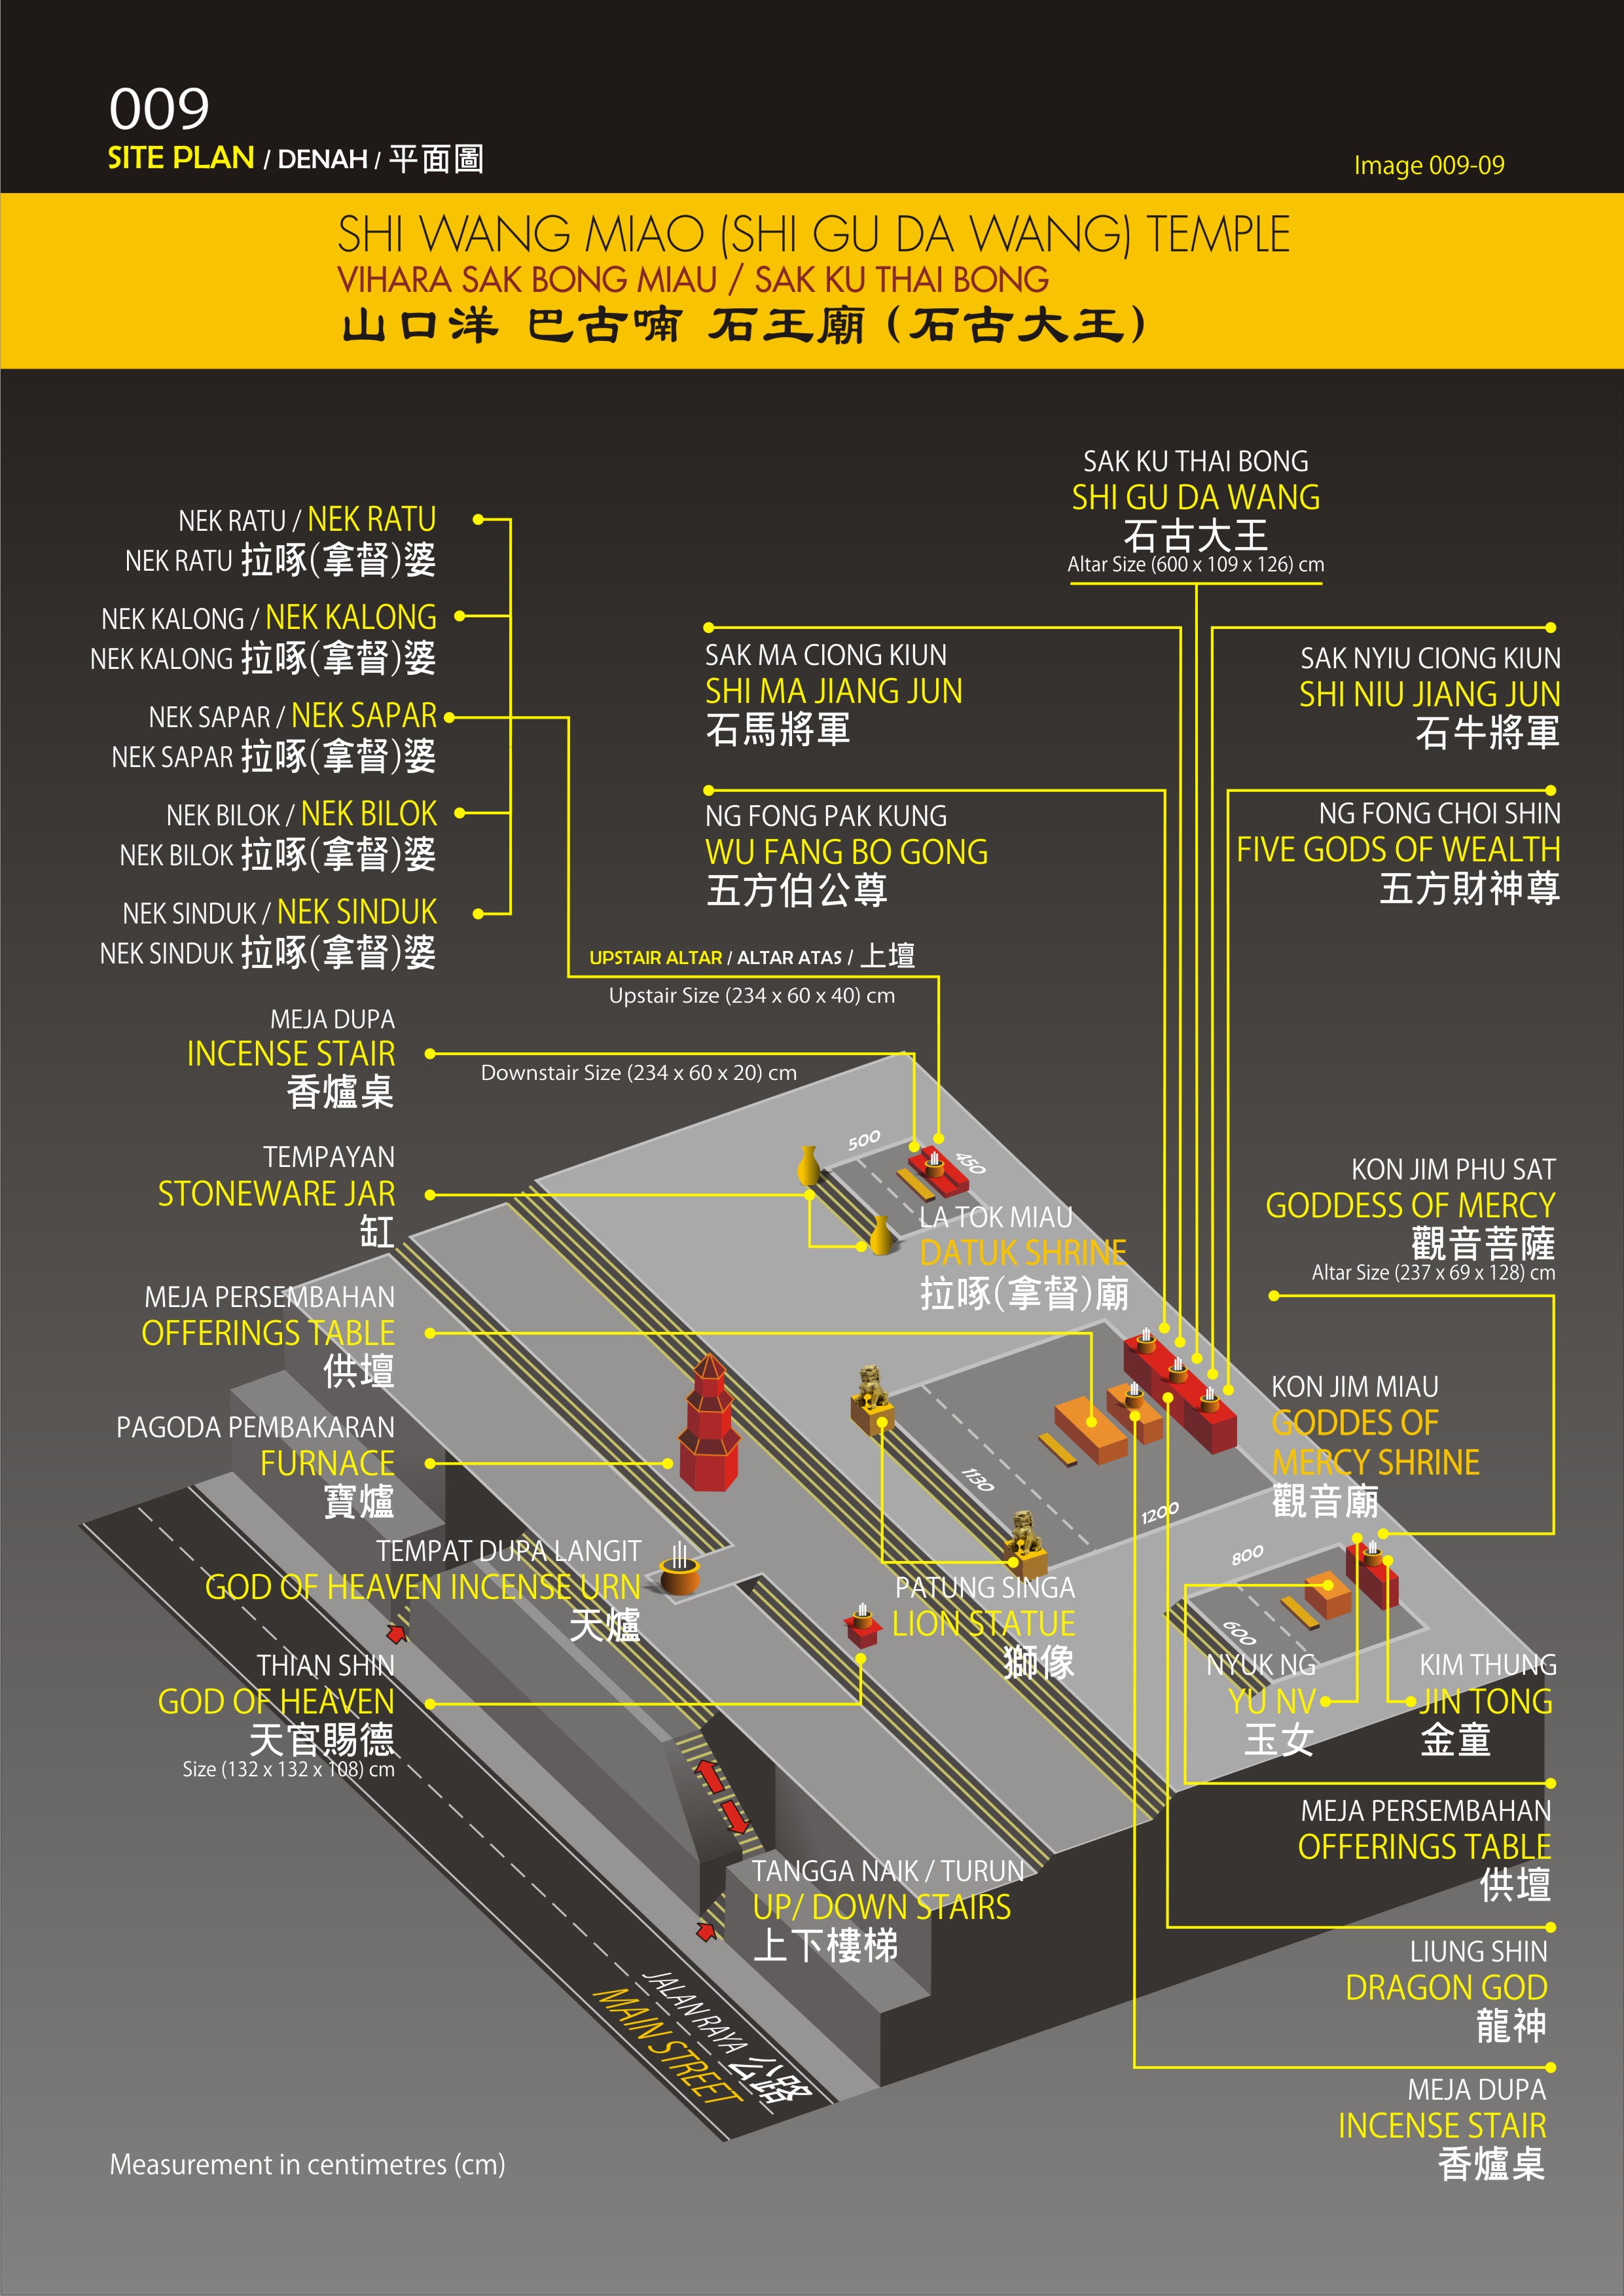 009
SITE PLAN / DENAH / 平面圖
Image 009-09
SHI WANG MIAO (SHI GU DA WANG) TEMPLE
VIHARA SAK BONG MIAU / SAK KU THAI BONG
山口洋 巴古喃 石王廟 (石古大王)
SAK KU THAI BONG
SHI GU DA WANG
石古大王
Altar Size (600 x 109 x 126) cm
NEK RATU / NEK RATU
NEK RATU 拉啄(拿督)婆
NEK KALONG / NEK KALONG
NEK KALONG 拉啄(拿督)婆
NEK SAPAR / NEK SAPAR
NEK SAPAR 拉啄(拿督)婆
NEK BILOK / NEK BILOK
NEK BILOK 拉啄(拿督)婆
NEK SINDUK / NEK SINDUK
NEK SINDUK 拉啄(拿督)婆
SAK MA CIONG KIUN
SHI MA JIANG JUN
石馬將軍
SAK NYIU CIONG KIUN
SHI NIU JIANG JUN
石牛將軍
NG FONG PAK KUNG
WU FANG BO GONG
五方伯公尊
NG FONG CHOI SHIN
FIVE GODS OF WEALTH
五方財神尊
UPSTAIR ALTAR / ALTAR ATAS / 上壇
Upstair Size (234 x 60 x 40) cm
MEJA DUPA
INCENSE STAIR
香爐桌
Downstair Size (234 x 60 x 20) cm
500
450
TEMPAYAN
STONEWARE JAR
缸
LA TOK MIAU
DATUK SHRINE
拉啄(拿督)廟
KON JIM PHU SAT
GODDESS OF MERCY
觀音菩薩
Altar Size (237 x 69 x 128) cm
MEJA PERSEMBAHAN
OFFERINGS TABLE
供壇
KON JIM MIAU
GODDES OF
MERCY SHRINE
觀音廟
PAGODA PEMBAKARAN
FURNACE
寶爐
1130
1200
800
600
TEMPAT DUPA LANGIT
GOD OF HEAVEN INCENSE URN
天爐
PATUNG SINGA
LION STATUE
獅像
THIAN SHIN
GOD OF HEAVEN
天官賜德
Size (132 x 132 x 108) cm
NYUK NG
YU NV
玉女
KIM THUNG
JIN TONG
金童
MEJA PERSEMBAHAN
OFFERINGS TABLE
供壇
TANGGA NAIK / TURUN
UP/ DOWN STAIRS
上下樓梯
LIUNG SHIN
DRAGON GOD
龍神
JALAN RAYA 公路
MAIN STREET
MEJA DUPA
INCENSE STAIR
香爐桌
Measurement in centimetres (cm)